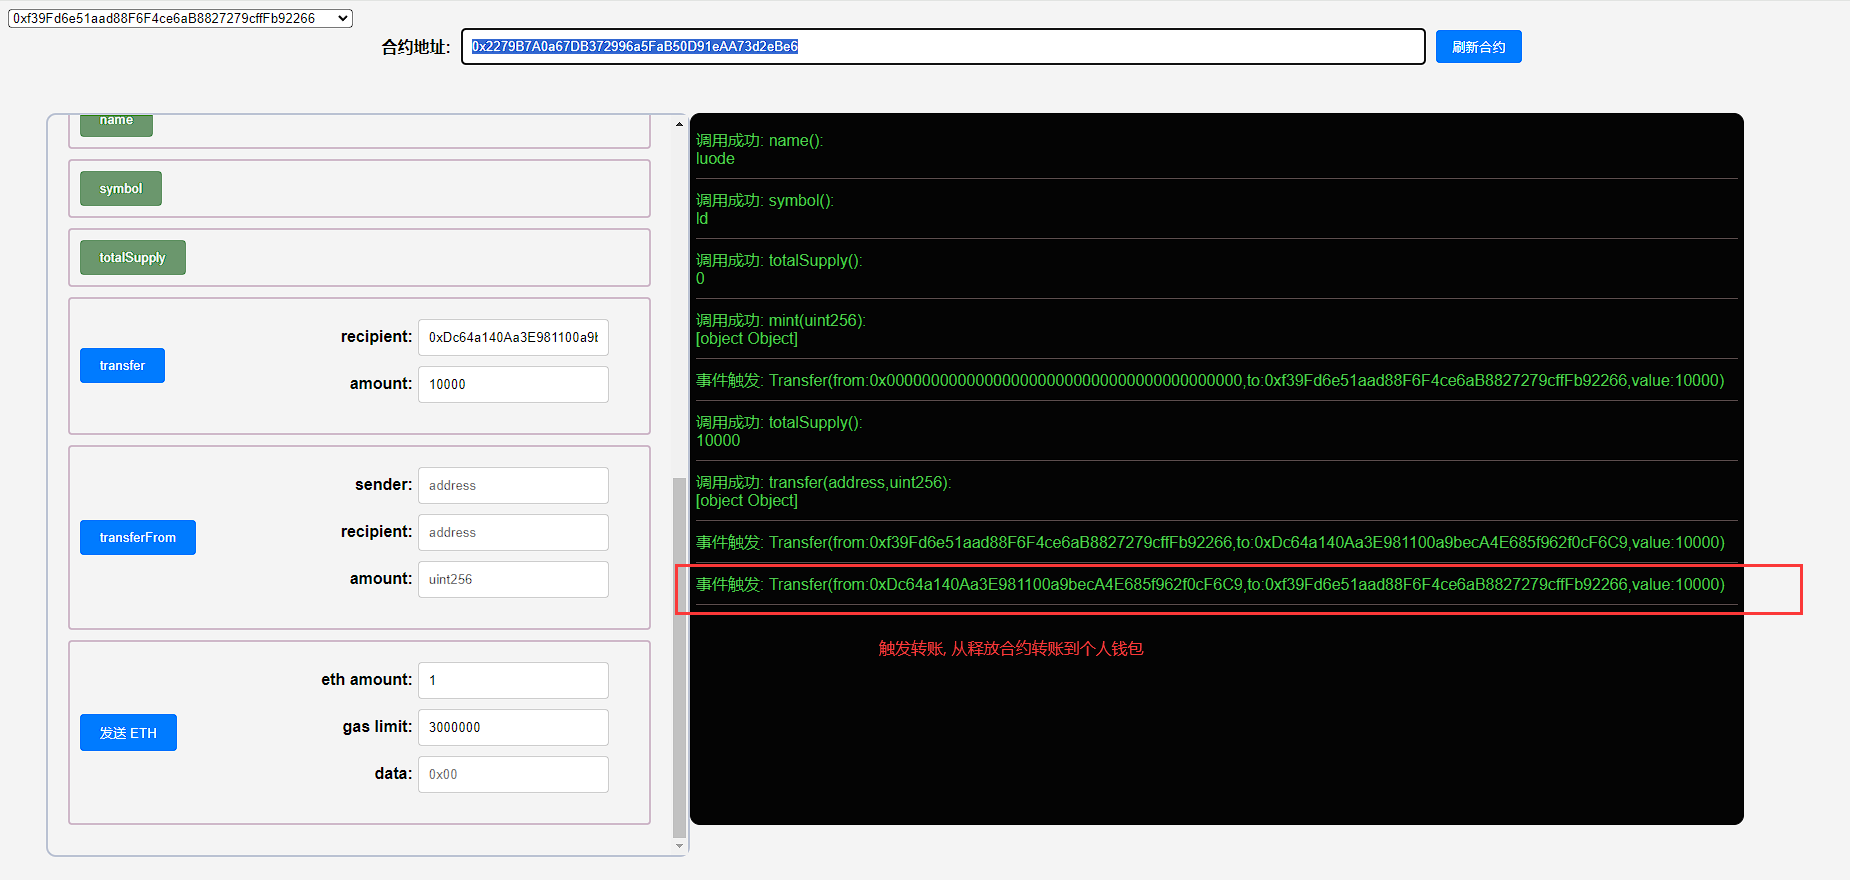 0xf39Fd6e51aad88F6F4ce6aB8827279cffFb92266
合约地址: 0x2279B7A0a67DB372996a5FaB50D91eAA73d2eBe6 刷新合约
name
symbol
totalSupply
recipient: 0xDc64a140Aa3E981100a9b
transfer
amount: 10000
sender: address
recipient: address
transferFrom
amount: uint256
eth amount: 1
gas limit: 3000000
发送 ETH
data: 0x00
调用成功: name():
luode
调用成功: symbol():
ld
调用成功: totalSupply():
0
调用成功: mint(uint256):
[object Object]
事件触发: Transfer(from:0x0000000000000000000000000000000000000000,to:0xf39Fd6e51aad88F6F4ce6aB8827279cffFb92266,value:10000)
调用成功: totalSupply():
10000
调用成功: transfer(address,uint256):
[object Object]
事件触发: Transfer(from:0xf39Fd6e51aad88F6F4ce6aB8827279cffFb92266,to:0xDc64a140Aa3E981100a9becA4E685f962f0cF6C9,value:10000)
事件触发: Transfer(from:0xDc64a140Aa3E981100a9becA4E685f962f0cF6C9,to:0xf39Fd6e51aad88F6F4ce6aB8827279cffFb92266,value:10000)
触发转账, 从释放合约转账到个人钱包